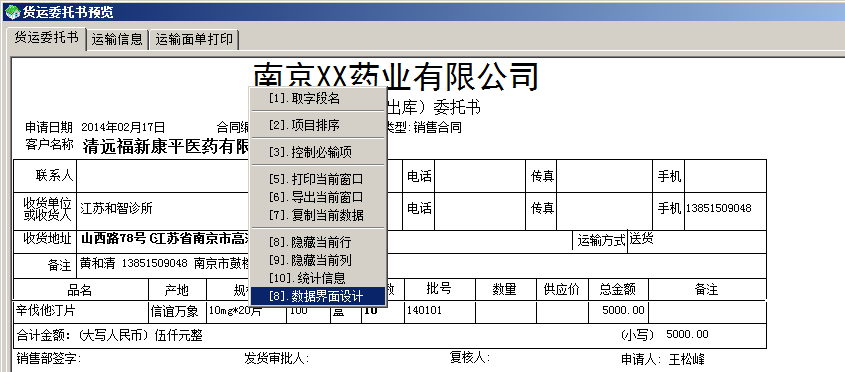 货运委托书预览
货运委托书 运输信息 运输面单打印
南京XX药业有限公司
出库）委托书
申请日期 2014年02月17日 合同编 类型：销售合同
客户名称 清远福新康平医药有限
联系人 电话 传真 手机
收货单位或收货人 江苏和智诊所 电话 传真 手机 13851509048
收货地址 山西路78号(江苏省南京市高淳 运输方式 送货
备注 黄和清 13851509048 南京市鼓楼
品名 产地 规格 数 批号 数量 供应价 总金额 备注
辛伐他汀片 信谊万象 10mg*20片 100 盒 10 140101 5000.00
合计金额：（大写人民币）伍仟元整 （小写） 5000.00
销售部签字： 发货审批人： 复核人： 申请人：王松峰
[1].取字段名
[2].项目排序
[3].控制必输项
[5].打印当前窗口
[6].导出当前窗口
[7].复制当前数据
[8].隐藏当前行
[9].隐藏当前列
[10].统计信息
[8].数据界面设计